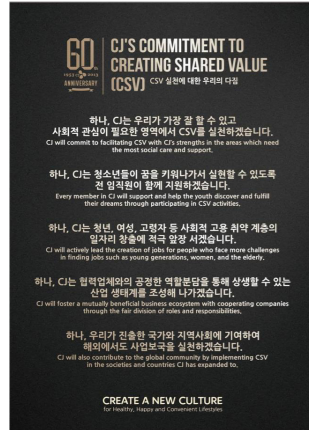 60th
ANNIVERSARY
CJ'S COMMITMENT TO
CREATING SHARED VALUE
(CSV) CSV 실천에 대한 우리의 다짐
하나, CJ는 우리가 가장 잘 할 수 있고
사회적 관심이 필요한 영역에서 CSV를 실천하겠습니다.
CJ will commit to facilitating CSV with CJ's strengths in the areas which need
the most social care and support.
하나, CJ는 청소년들이 꿈을 키워나가서 실현할 수 있도록
전 임직원이 함께 지원하겠습니다.
Every member in CJ will support and help the youth discover and fulfill
their dreams through participation in CSV activities.
하나, CJ는 청년, 여성, 고령자 등 사회적 고용 취약 계층의
일자리 창출에 적극 앞장 서겠습니다.
CJ will actively lead the creation of jobs for people who face more challenges
in finding jobs such as young generations, women, and the elderly.
하나, CJ는 협력업체와의 공정한 역할분담을 통해 상생할 수 있는
산업 생태계를 조성해 나가겠습니다.
CJ will foster a mutually beneficial business ecosystem with cooperating companies
through the fair division of roles and responsibilities.
하나, 우리가 진출한 국가와 지역사회에 기여하여
해외에서도 사업보국을 실천하겠습니다.
CJ will also contribute to the global community by implementing CSV
in the societies and countries CJ has expanded to.
CREATE A NEW CULTURE
for Healthy, Happy and Convenient Lifestyles